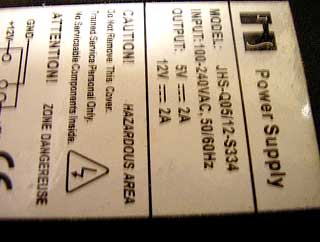 Power Supply
MODEL: JHS-Q05/12-S334
INPUT:100-240VAC, 50/60Hz
OUTPUT: 5V ⎓ 2A
12V ⎓ 2A
CAUTION! HAZARDOUS AREA
Do Not Remove This Cover.
Trained Service Personal Only.
No Serviceable Components Inside.
ATTENTION! ZONE DANGEREUSE
GND
+12V